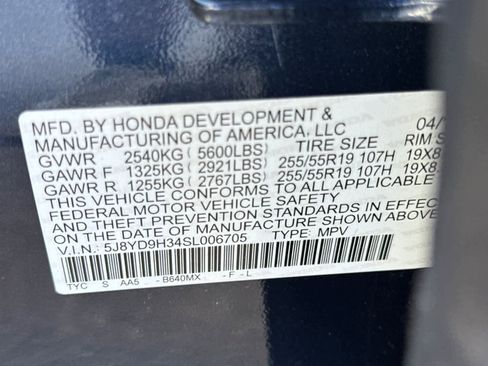 MFD. BY HONDA DEVELOPMENT &
MANUFACTURING OF AMERICA, LLC 04/
GVWR 2540KG ( 5600LBS) TIRE SIZE RIM S
GAWR F 1325KG ( 2921LBS) 255/55R19 107H 19X8.
GAWR R 1255KG ( 2767LBS) 255/55R19 107H 19X8.
THIS VEHICLE CONFORMS TO ALL APPLICABLE
FEDERAL MOTOR VEHICLE SAFETY
AND THEFT PREVENTION STANDARDS IN EFFECT
ON THE DATE OF MANUFACTURE SHOWN ABOVE.
V.I.N.: 5J8YD9H34SL006705 TYPE: MPV
TYC S AA5 - B640MX - F - L